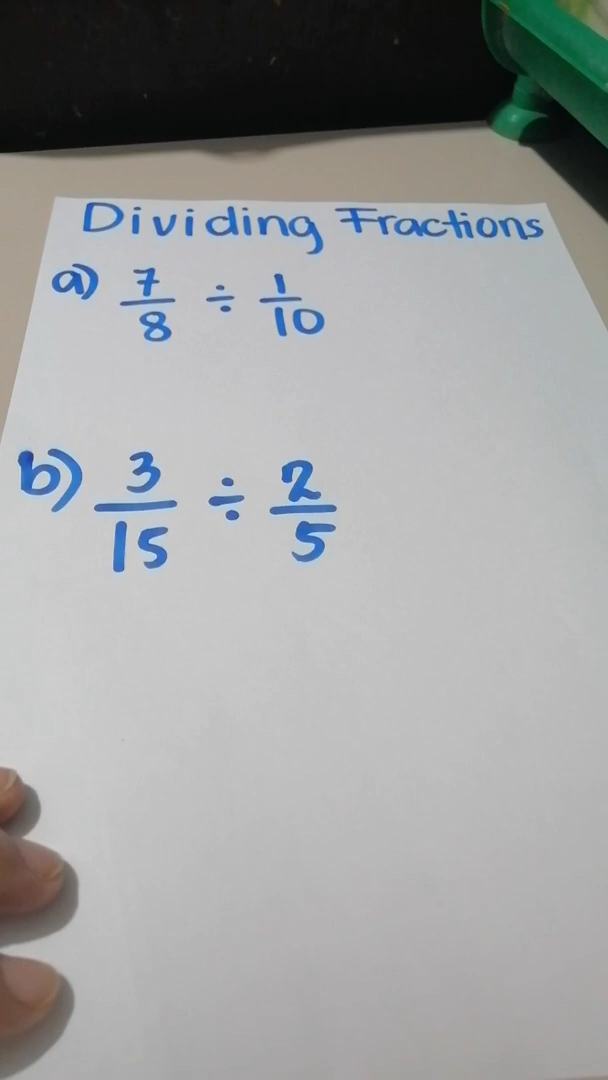 Dividing Fractions
a) 7/8 ÷ 1/10
b) 3/15 ÷ 2/5